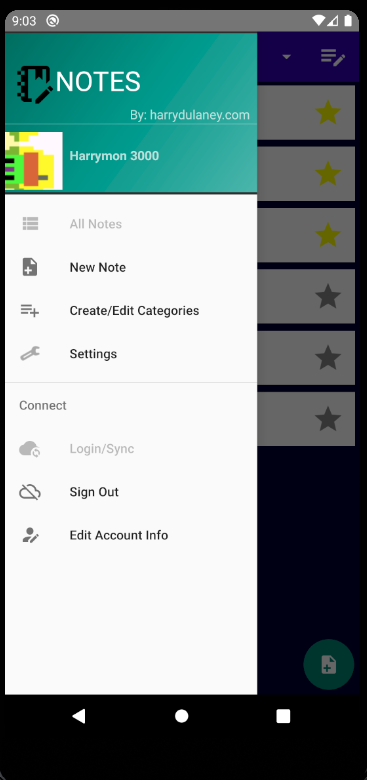 9:03
NOTES
By: harrydulaney.com
Harrymon 3000
All Notes
New Note
Create/Edit Categories
Settings
Connect
Login/Sync
Sign Out
Edit Account Info